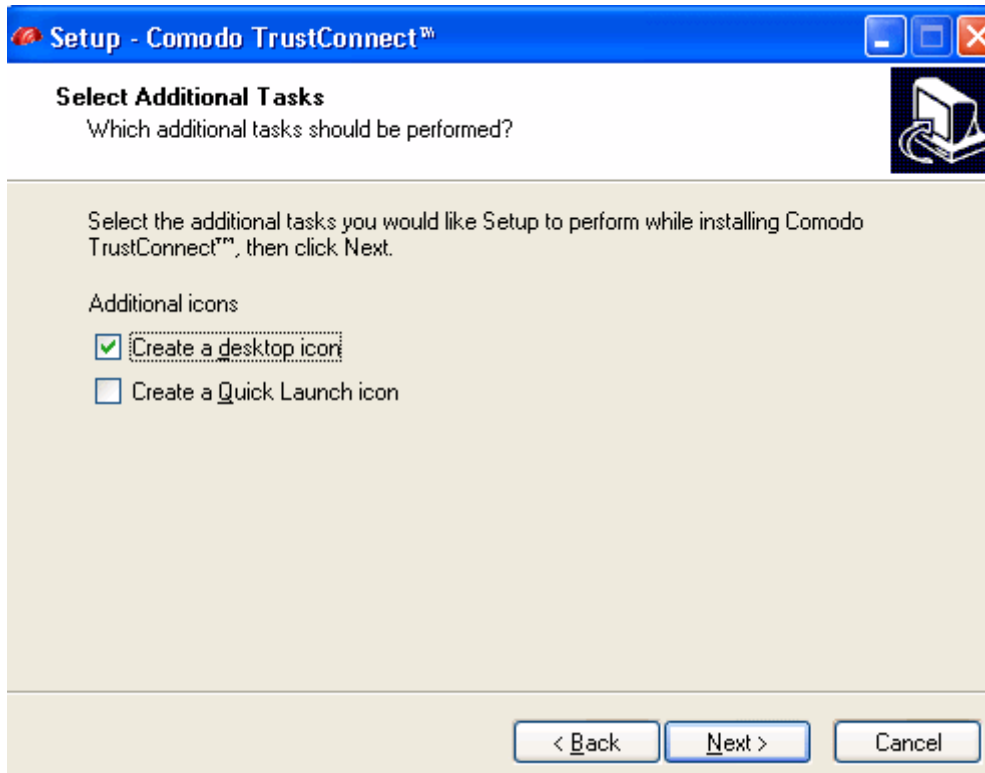 Setup - Comodo TrustConnect™
Select Additional Tasks
Which additional tasks should be performed?
Select the additional tasks you would like Setup to perform while installing Comodo
TrustConnect™, then click Next.
Additional icons
Create a desktop icon
Create a Quick Launch icon
< Back
Next >
Cancel